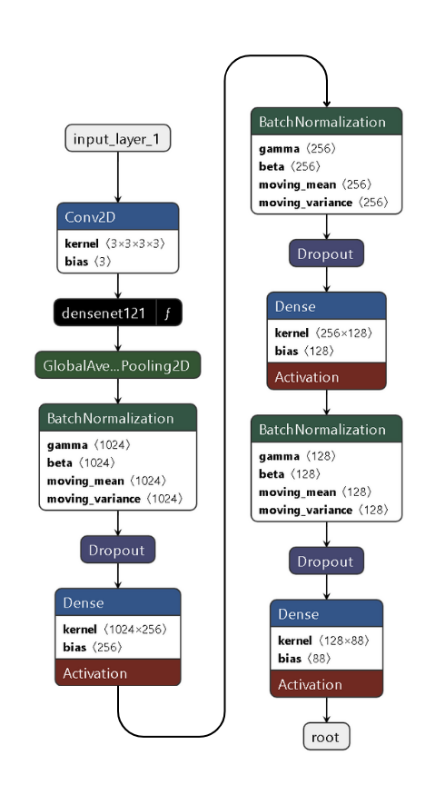 input_layer_1
Conv2D
kernel ⟨3×3×3×3⟩
bias ⟨3⟩
densenet121 ƒ
GlobalAve...Pooling2D
BatchNormalization
gamma ⟨1024⟩
beta ⟨1024⟩
moving_mean ⟨1024⟩
moving_variance ⟨1024⟩
Dropout
Dense
kernel ⟨1024×256⟩
bias ⟨256⟩
Activation
BatchNormalization
gamma ⟨256⟩
beta ⟨256⟩
moving_mean ⟨256⟩
moving_variance ⟨256⟩
Dropout
Dense
kernel ⟨256×128⟩
bias ⟨128⟩
Activation
BatchNormalization
gamma ⟨128⟩
beta ⟨128⟩
moving_mean ⟨128⟩
moving_variance ⟨128⟩
Dropout
Dense
kernel ⟨128×88⟩
bias ⟨88⟩
Activation
root